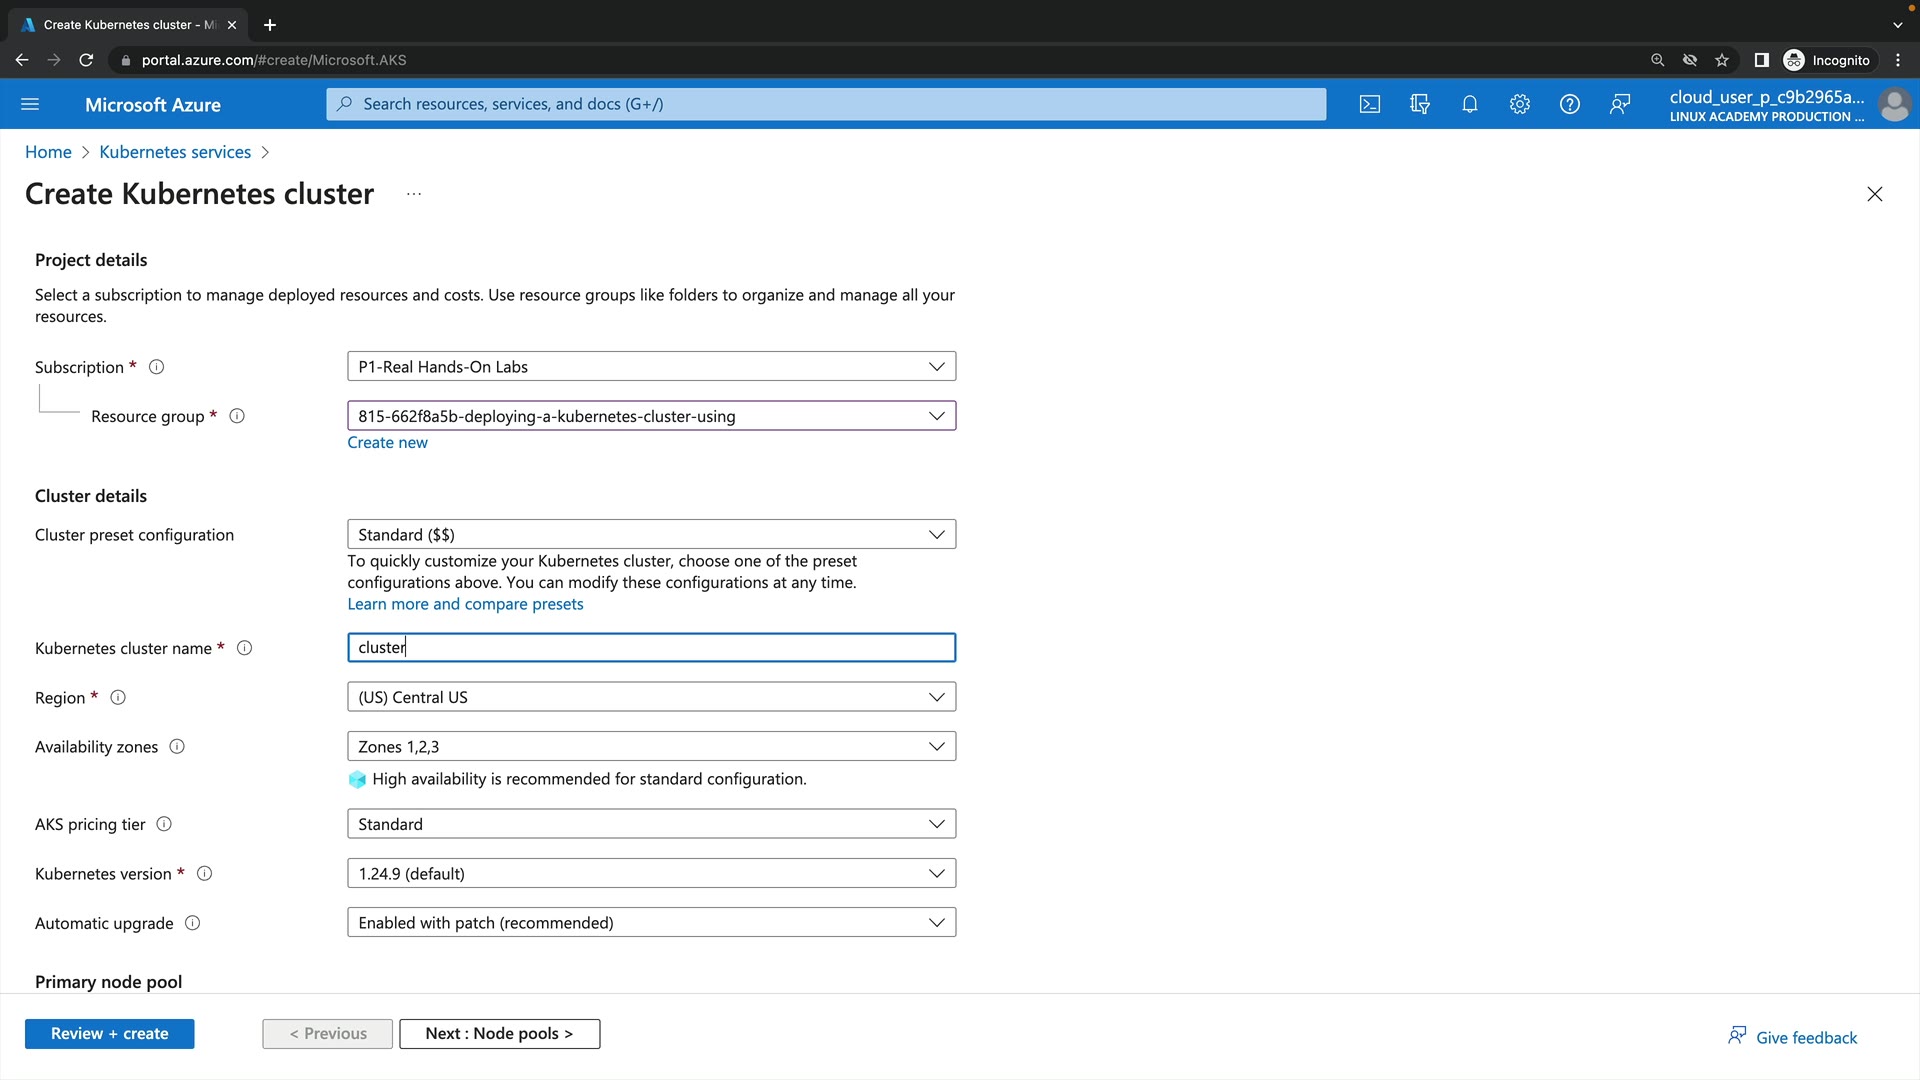 Create Kubernetes cluster - Mi
portal.azure.com/#create/Microsoft.AKS
Incognito
Microsoft Azure
Search resources, services, and docs (G+/)
cloud_user_p_c9b2965a...
LINUX ACADEMY PRODUCTION ...
Home > Kubernetes services >
Create Kubernetes cluster ...
Project details
Select a subscription to manage deployed resources and costs. Use resource groups like folders to organize and manage all your
resources.
Subscription *
P1-Real Hands-On Labs
Resource group *
815-662f8a5b-deploying-a-kubernetes-cluster-using
Create new
Cluster details
Cluster preset configuration
Standard ($$)
To quickly customize your Kubernetes cluster, choose one of the preset
configurations above. You can modify these configurations at any time.
Learn more and compare presets
Kubernetes cluster name *
cluster
Region *
(US) Central US
Availability zones
Zones 1,2,3
High availability is recommended for standard configuration.
AKS pricing tier
Standard
Kubernetes version *
1.24.9 (default)
Automatic upgrade
Enabled with patch (recommended)
Primary node pool
Review + create
< Previous
Next : Node pools >
Give feedback